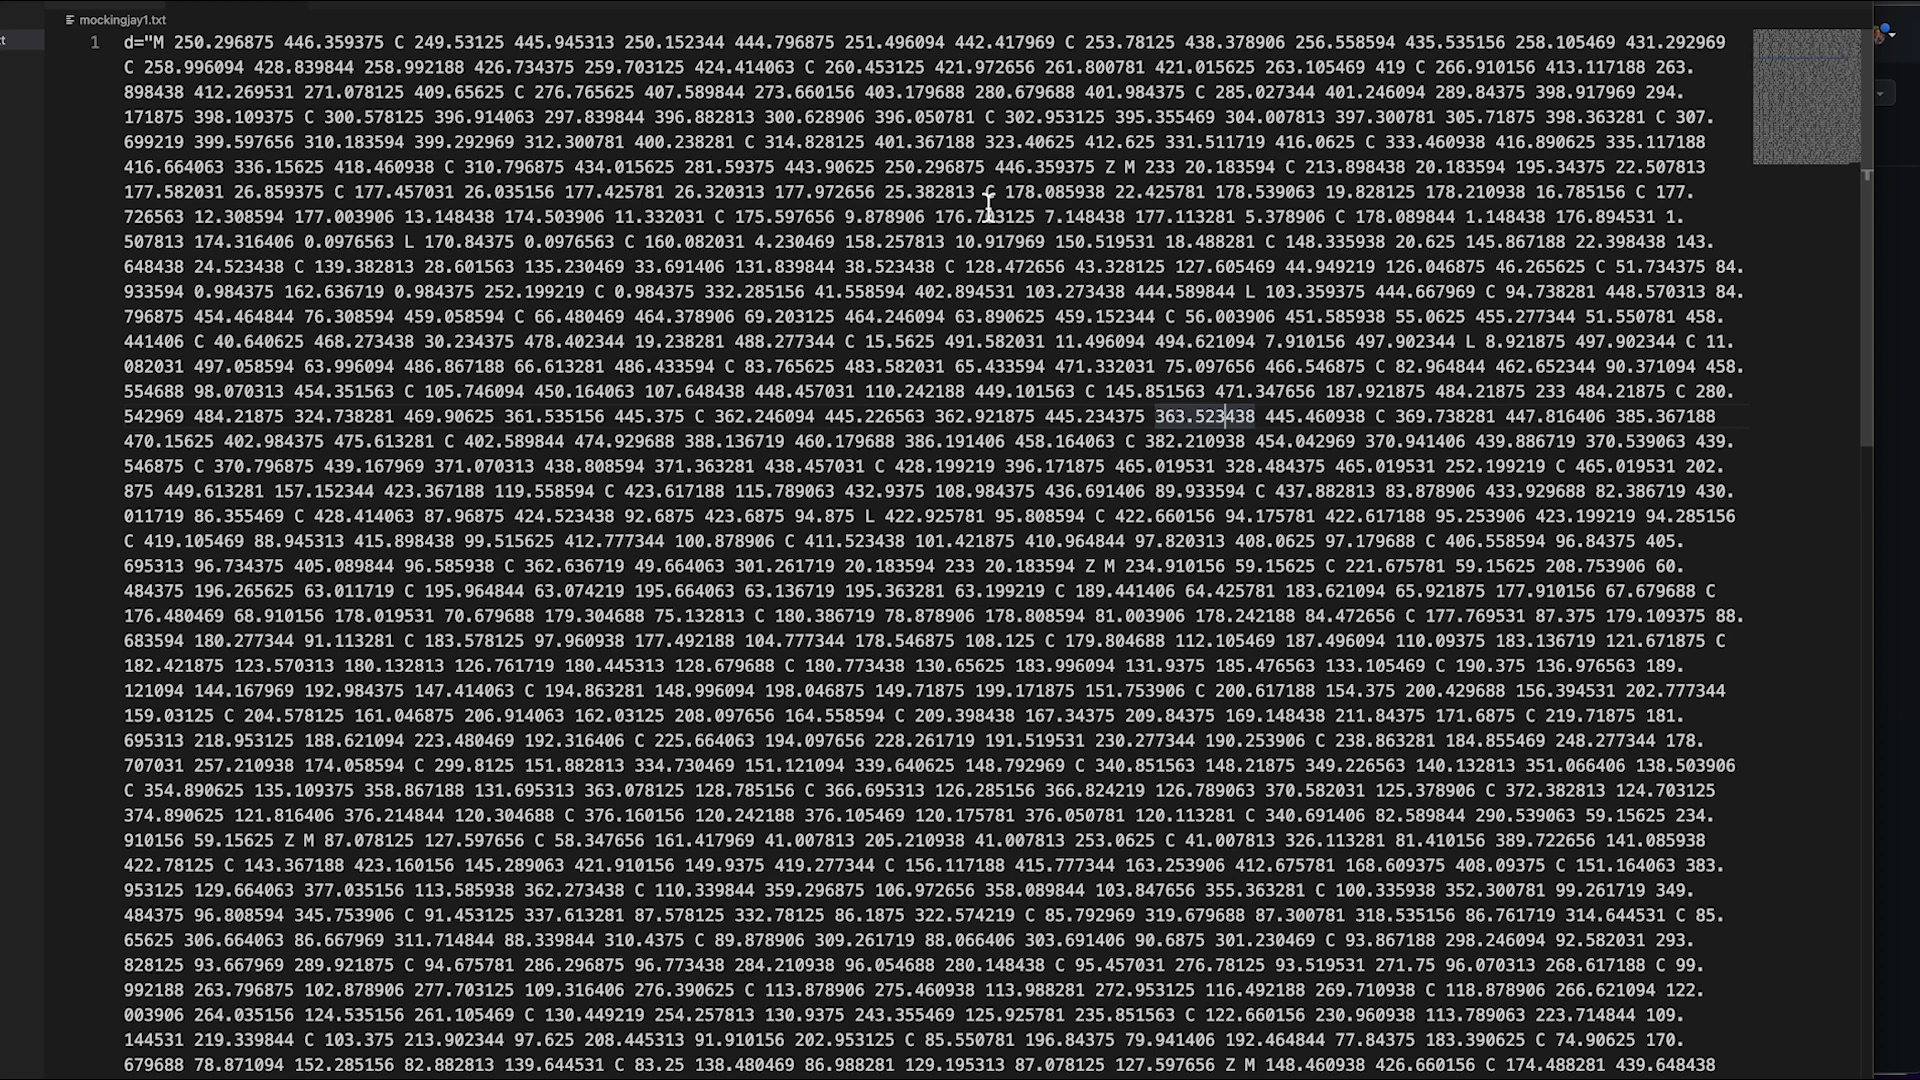 mockingjay1.txt
1 d="M 250.296875 446.359375 C 249.53125 445.945313 250.152344 444.796875 251.496094 442.417969 C 253.78125 438.378906 256.558594 435.535156 258.105469 431.292969
C 258.996094 428.839844 258.992188 426.734375 259.703125 424.414063 C 260.453125 421.972656 261.800781 421.015625 263.105469 419 C 266.910156 413.117188 263.
898438 412.269531 271.078125 409.65625 C 276.765625 407.589844 273.660156 403.179688 280.679688 401.984375 C 285.027344 401.246094 289.84375 398.917969 294.
171875 398.109375 C 300.578125 396.914063 297.839844 396.882813 300.628906 396.050781 C 302.953125 395.355469 304.007813 397.300781 305.71875 398.363281 C 307.
699219 399.597656 310.183594 399.292969 312.300781 400.238281 C 314.828125 401.367188 323.40625 412.625 331.511719 416.0625 C 333.460938 416.890625 335.117188
416.664063 336.15625 418.460938 C 310.796875 434.015625 281.59375 443.90625 250.296875 446.359375 Z M 233 20.183594 C 213.898438 20.183594 195.34375 22.507813
177.582031 26.859375 C 177.457031 26.035156 177.425781 26.320313 177.972656 25.382813 C 178.085938 22.425781 178.539063 19.828125 178.210938 16.785156 C 177.
726563 12.308594 177.003906 13.148438 174.503906 11.332031 C 175.597656 9.878906 7.148438 177.113281 5.378906 C 178.089844 1.148438 176.894531 1.
507813 174.316406 0.0976563 L 170.84375 0.0976563 C 160.082031 4.230469 158.257813 10.917969 150.519531 18.488281 C 148.335938 20.625 145.867188 22.398438 143.
648438 24.523438 C 139.382813 28.601563 135.230469 33.691406 131.839844 38.523438 C 128.472656 43.328125 127.605469 44.949219 126.046875 46.265625 C 51.734375 84.
933594 0.984375 162.636719 0.984375 252.199219 C 0.984375 332.285156 41.558594 402.894531 103.273438 444.589844 L 103.359375 444.667969 C 94.738281 448.570313 84.
796875 454.464844 76.308594 459.058594 C 66.480469 464.378906 69.203125 464.246094 63.890625 459.152344 C 56.003906 451.585938 55.0625 455.277344 51.550781 458.
441406 C 40.640625 468.273438 30.234375 478.402344 19.238281 488.277344 C 15.5625 491.582031 11.496094 494.621094 7.910156 497.902344 L 8.921875 497.902344 C 11.
082031 497.058594 63.996094 486.867188 66.613281 486.433594 C 83.765625 483.582031 65.433594 471.332031 75.097656 466.546875 C 82.964844 462.652344 90.371094 458.
554688 98.070313 454.351563 C 105.746094 450.164063 107.648438 448.457031 110.242188 449.101563 C 145.851563 471.347656 187.921875 484.21875 233 484.21875 C 280.
542969 484.21875 324.738281 469.90625 361.535156 445.375 C 362.246094 445.226563 362.921875 445.234375 363.523438 445.460938 C 369.738281 447.816406 385.367188
470.15625 402.984375 475.613281 C 402.589844 474.929688 388.136719 460.179688 386.191406 458.164063 C 382.210938 454.042969 370.941406 439.886719 370.539063 439.
546875 C 370.796875 439.167969 371.070313 438.808594 371.363281 438.457031 C 428.199219 396.171875 465.019531 328.484375 465.019531 252.199219 C 465.019531 202.
875 449.613281 157.152344 423.367188 119.558594 C 423.617188 115.789063 432.9375 108.984375 436.691406 89.933594 C 437.882813 83.878906 433.929688 82.386719 430.
011719 86.355469 C 428.414063 87.96875 424.523438 92.6875 423.6875 94.875 L 422.925781 95.808594 C 422.660156 94.175781 422.617188 95.253906 423.199219 94.285156
C 419.105469 88.945313 415.898438 99.515625 412.777344 100.878906 C 411.523438 101.421875 410.964844 97.820313 408.0625 97.179688 C 406.558594 96.84375 405.
695313 96.734375 405.089844 96.585938 C 362.636719 49.664063 301.261719 20.183594 233 20.183594 Z M 234.910156 59.15625 C 221.675781 59.15625 208.753906 60.
484375 196.265625 63.011719 C 195.964844 63.074219 195.664063 63.136719 195.363281 63.199219 C 189.441406 64.425781 183.621094 65.921875 177.910156 67.679688 C
176.480469 68.910156 178.019531 70.679688 179.304688 75.132813 C 180.386719 78.878906 178.808594 81.003906 178.242188 84.472656 C 177.769531 87.375 179.109375 88.
683594 180.277344 91.113281 C 183.578125 97.960938 177.492188 104.777344 178.546875 108.125 C 179.804688 112.105469 187.496094 110.09375 183.136719 121.671875 C
182.421875 123.570313 180.132813 126.761719 180.445313 128.679688 C 180.773438 130.65625 183.996094 131.9375 185.476563 133.105469 C 190.375 136.976563 189.
121094 144.167969 192.984375 147.414063 C 194.863281 148.996094 198.046875 149.71875 199.171875 151.753906 C 200.617188 154.375 200.429688 156.394531 202.777344
159.03125 C 204.578125 161.046875 206.914063 162.03125 208.097656 164.558594 C 209.398438 167.34375 209.84375 169.148438 211.84375 171.6875 C 219.71875 181.
695313 218.953125 188.621094 223.480469 192.316406 C 225.664063 194.097656 228.261719 191.519531 230.277344 190.253906 C 238.863281 184.855469 248.277344 178.
707031 257.210938 174.058594 C 299.8125 151.882813 334.730469 151.121094 339.640625 148.792969 C 340.851563 148.21875 349.226563 140.132813 351.066406 138.503906
C 354.890625 135.109375 358.867188 131.695313 363.078125 128.785156 C 366.695313 126.285156 366.824219 126.789063 370.582031 125.378906 C 372.382813 124.703125
374.890625 121.816406 376.214844 120.304688 C 376.160156 120.242188 376.105469 120.175781 376.050781 120.113281 C 340.691406 82.589844 290.539063 59.15625 234.
910156 59.15625 Z M 87.078125 127.597656 C 58.347656 161.417969 41.007813 205.210938 41.007813 253.0625 C 41.007813 326.113281 81.410156 389.722656 141.085938
422.78125 C 143.367188 423.160156 145.289063 421.910156 149.9375 419.277344 C 156.117188 415.777344 163.253906 412.675781 168.609375 408.09375 C 151.164063 383.
953125 129.664063 377.035156 113.585938 362.273438 C 110.339844 359.296875 106.972656 358.089844 103.847656 355.363281 C 100.335938 352.300781 99.261719 349.
484375 96.808594 345.753906 C 91.453125 337.613281 87.578125 332.78125 86.1875 322.574219 C 85.792969 319.679688 87.300781 318.535156 86.761719 314.644531 C 85.
65625 306.664063 86.667969 311.714844 88.339844 310.4375 C 89.878906 309.261719 88.066406 303.691406 90.6875 301.230469 C 93.867188 298.246094 92.582031 293.
828125 93.667969 289.921875 C 94.675781 286.296875 96.773438 284.210938 96.054688 280.148438 C 95.457031 276.78125 93.519531 271.75 96.070313 268.617188 C 99.
992188 263.796875 102.878906 277.703125 109.316406 276.390625 C 113.878906 275.460938 113.988281 272.953125 116.492188 269.710938 C 118.878906 266.621094 122.
003906 264.035156 124.535156 261.105469 C 130.449219 254.257813 130.9375 243.355469 125.925781 235.851563 C 122.660156 230.960938 113.789063 223.714844 109.
144531 219.339844 C 103.375 213.902344 97.625 208.445313 91.910156 202.953125 C 85.550781 196.84375 79.941406 192.464844 77.84375 183.390625 C 74.90625 170.
679688 78.871094 152.285156 82.882813 139.644531 C 83.25 138.480469 86.988281 129.195313 87.078125 127.597656 Z M 148.460938 426.660156 C 174.488281 439.648438